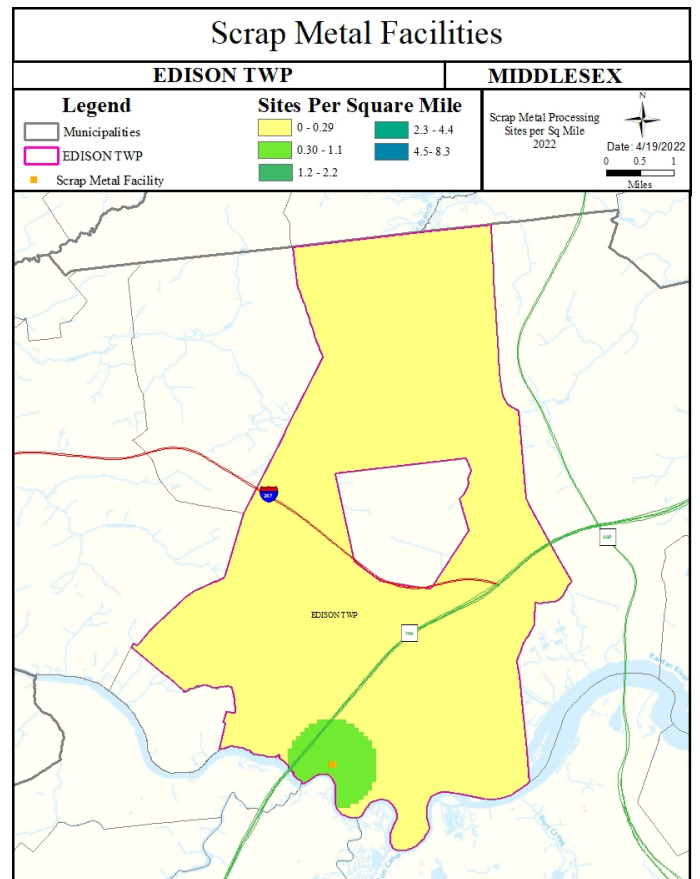 Scrap Metal Facilities
EDISON TWP
MIDDLESEX
Legend
Municipalities
EDISON TWP
Scrap Metal Facility
Sites Per Square Mile
0 - 0.29
0.30 - 1.1
1.2 - 2.2
2.3 - 4.4
4.5- 8.3
Scrap Metal Processing
Sites per Sq Mile
2022
N
Date: 4/19/2022
0 0.5 1
Miles
287
GSP
EDISON TWP
TPK
Raritan River